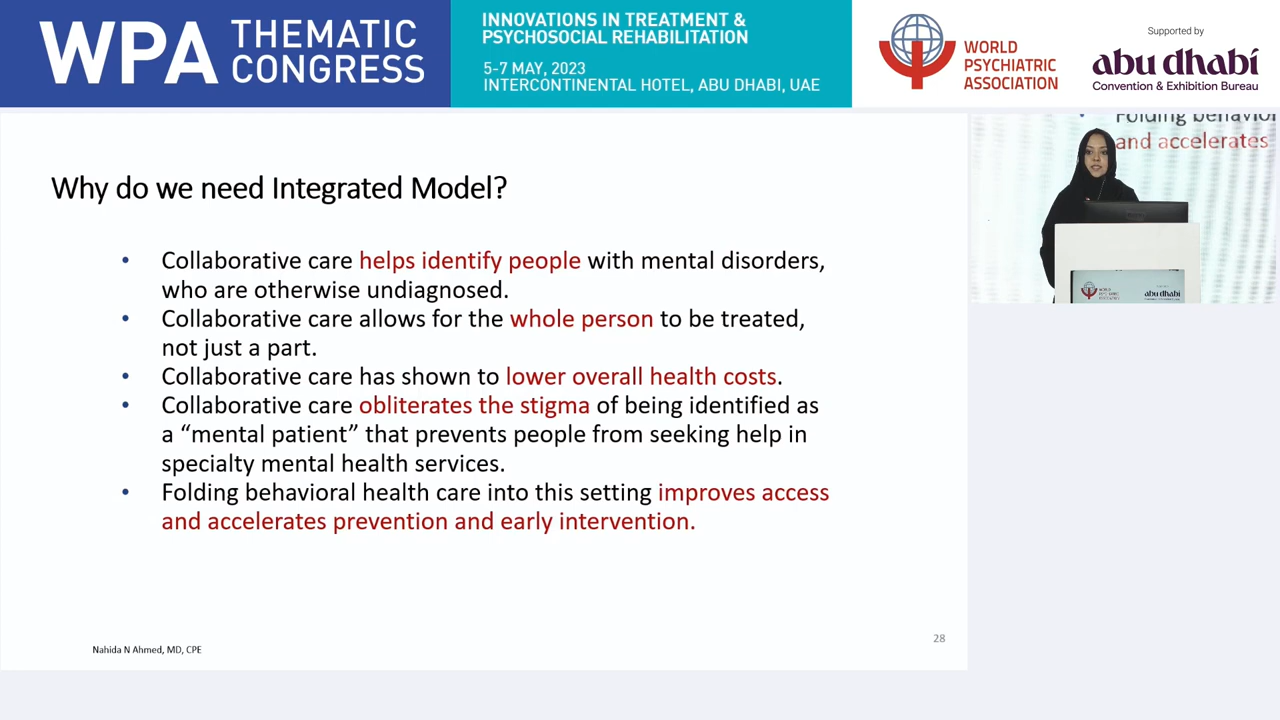 WPA THEMATIC
CONGRESS
INNOVATIONS IN TREATMENT &
PSYCHOSOCIAL REHABILITATION
5-7 MAY, 2023
INTERCONTINENTAL HOTEL, ABU DHABI, UAE
WORLD
PSYCHIATRIC
ASSOCIATION
Supported by
abu dhabi
Convention & Exhibition Bureau
Why do we need Integrated Model?
• Collaborative care helps identify people with mental disorders,
who are otherwise undiagnosed.
• Collaborative care allows for the whole person to be treated,
not just a part.
• Collaborative care has shown to lower overall health costs.
• Collaborative care obliterates the stigma of being identified as
a “mental patient” that prevents people from seeking help in
specialty mental health services.
• Folding behavioral health care into this setting improves access
and accelerates prevention and early intervention.
Nahida N Ahmed, MD, CPE
28
Folding behavior
and accelerates
abu dhabi